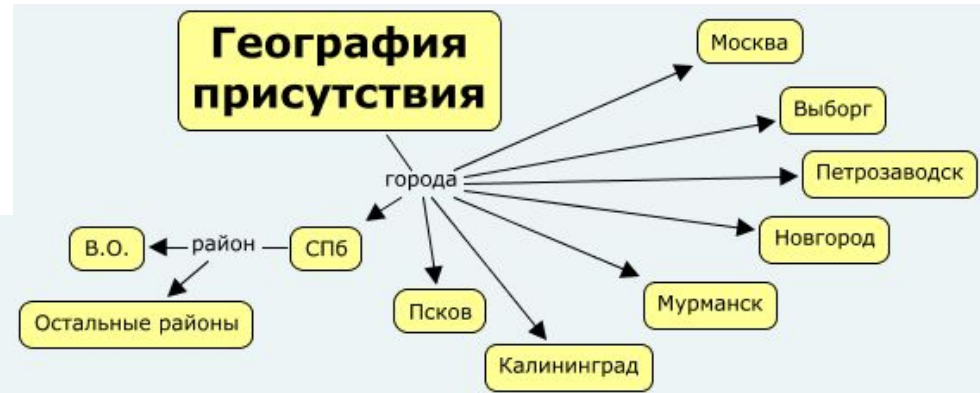 География
присутствия
Москва
Выборг
Петрозаводск
города
Новгород
В.О.
район
СПб
Мурманск
Псков
Остальные районы
Калининград